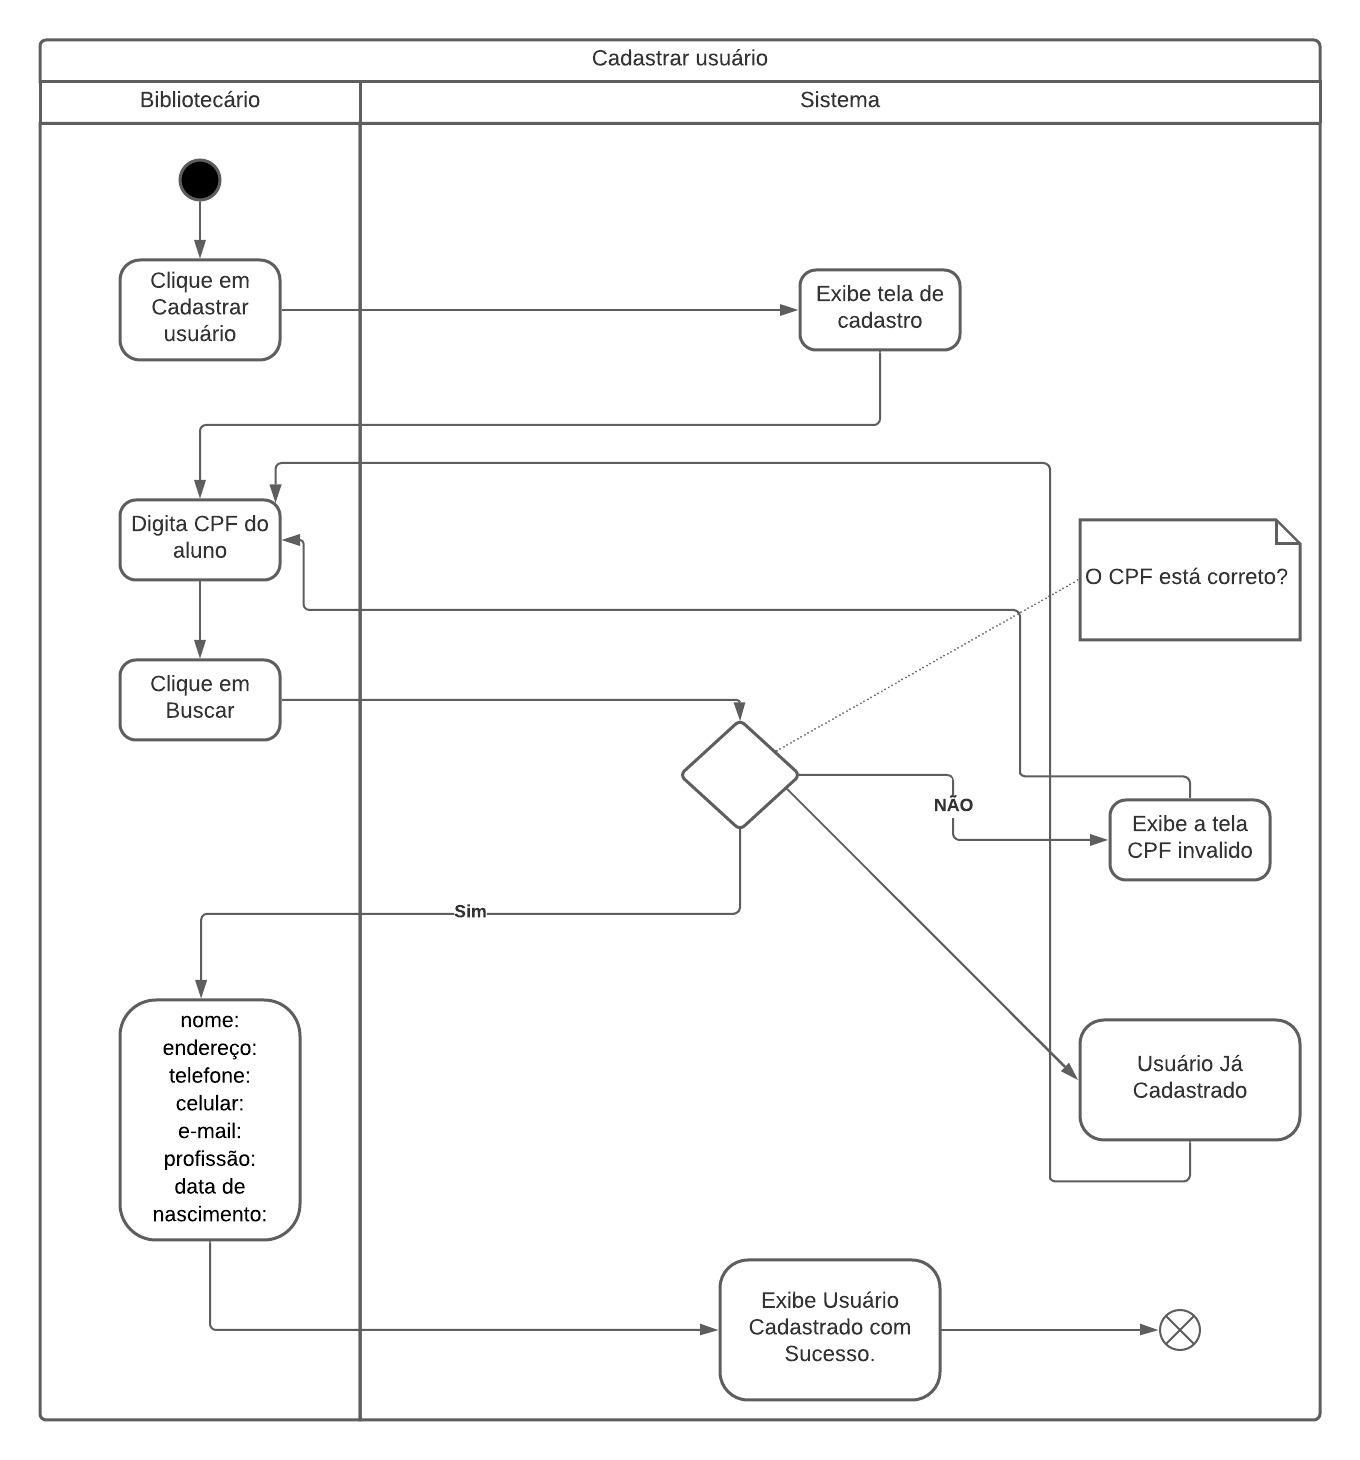 Cadastrar usuário
Bibliotecário
Sistema
Clique em
Cadastrar
usuário
Exibe tela de
cadastro
Digita CPF do
aluno
O CPF está correto?
Clique em
Buscar
NÃO
Exibe a tela
CPF invalido
Sim
nome:
endereço:
telefone:
celular:
e-mail:
profissão:
data de
nascimento:
Usuário Já
Cadastrado
Exibe Usuário
Cadastrado com
Sucesso.